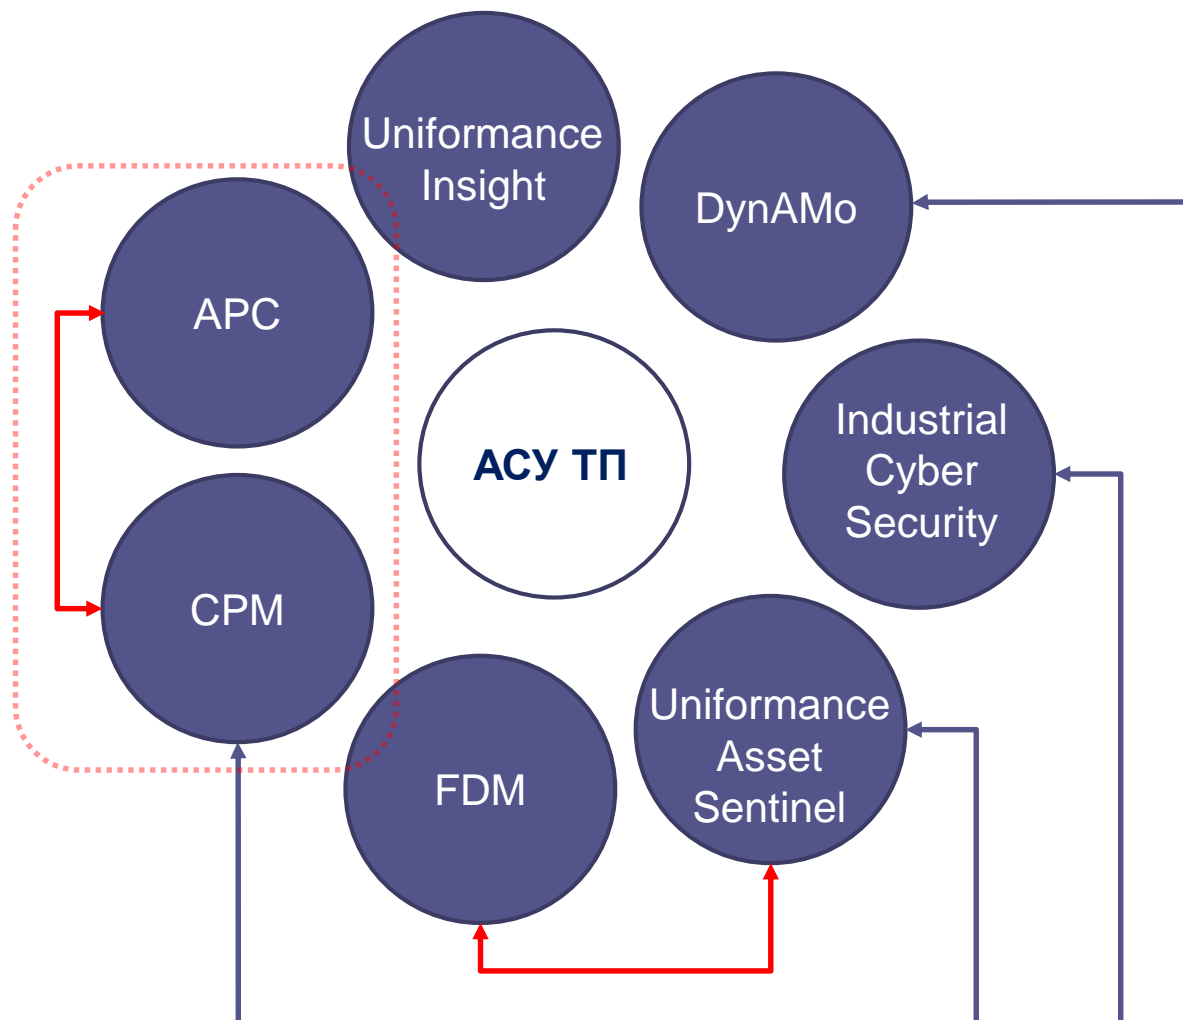 Uniformance
Insight
DynAMo
APC
АСУ ТП
Industrial
Cyber
Security
CPM
Uniformance
Asset
Sentinel
FDM